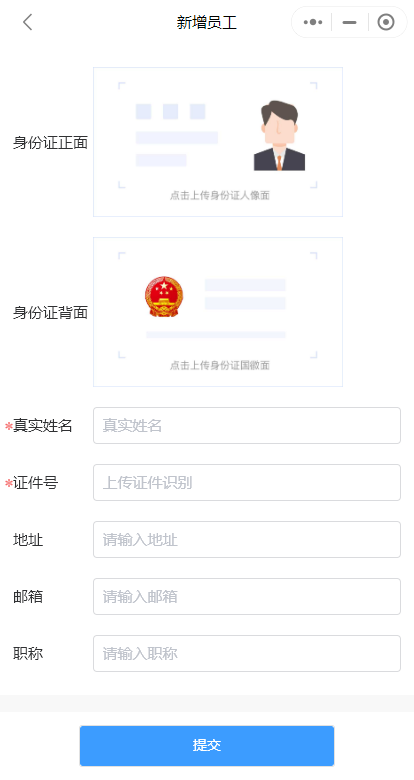 新增员工
身份证正面
点击上传身份证人像面
身份证背面
点击上传身份证国徽面
*真实姓名 真实姓名
*证件号 上传证件识别
地址 请输入地址
邮箱 请输入邮箱
职称 请输入职称
提交